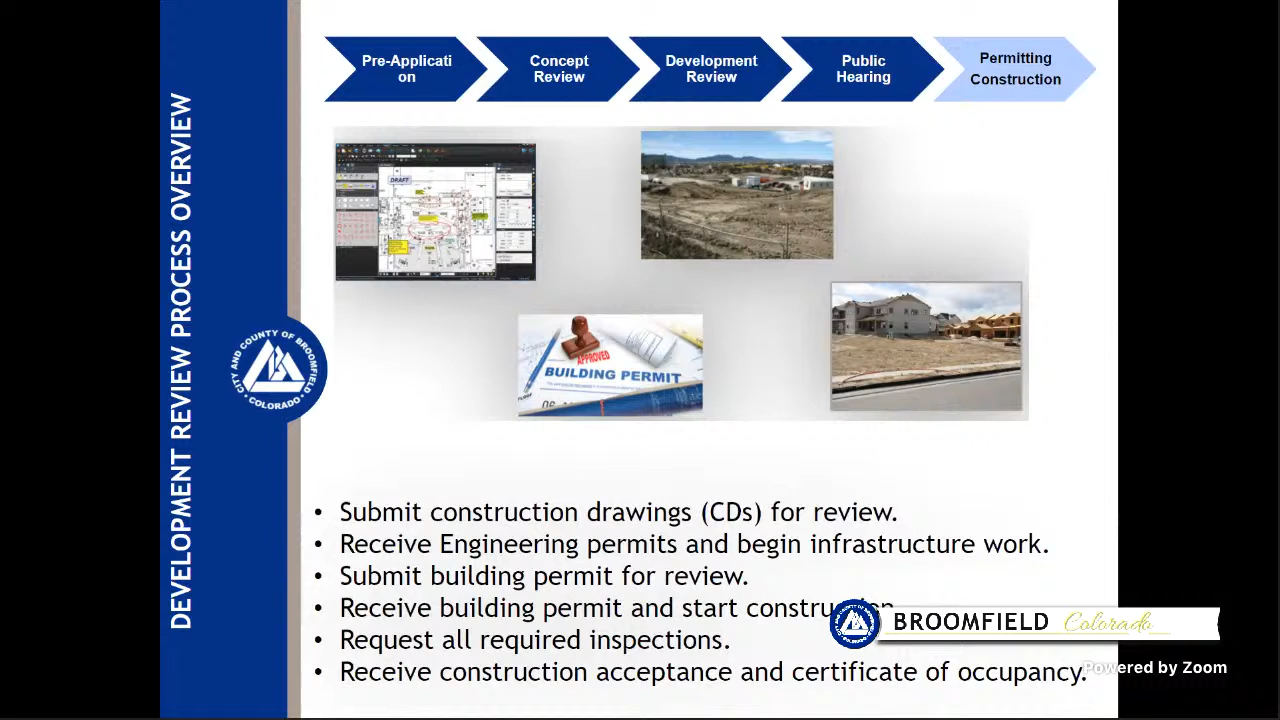 Pre-Applicati
on
Concept
Review
Development
Review
Public
Hearing
Permitting
Construction
DEVELOPMENT REVIEW PROCESS OVERVIEW
DRAFT
APPROVED
BUILDING PERMIT
CITY AND COUNTY OF BROOMFIELD
• COLORADO •
• Submit construction drawings (CDs) for review.
• Receive Engineering permits and begin infrastructure work.
• Submit building permit for review.
• Receive building permit and start construction.
• Request all required inspections.
• Receive construction acceptance and certificate of occupancy.
BROOMFIELD Colorado
Powered by Zoom